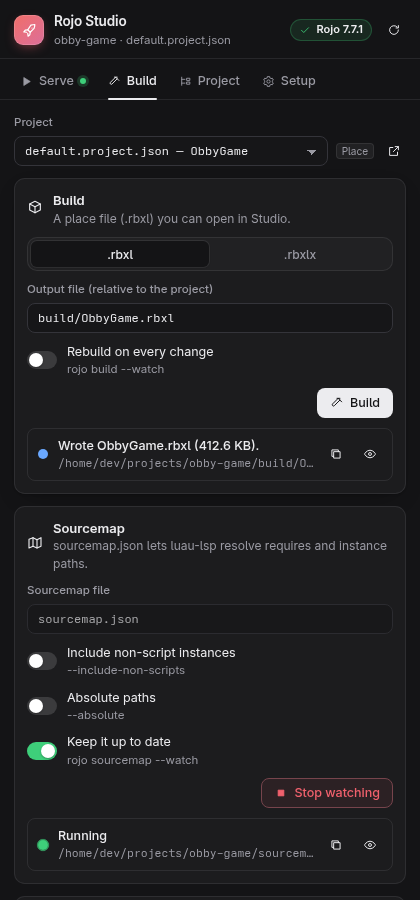 Rojo Studio
obby-game · default.project.json
Rojo 7.7.1
Serve
Build
Project
Setup
Project
default.project.json — ObbyGame
Place
Build
A place file (.rbxl) you can open in Studio.
.rbxl
.rbxlx
Output file (relative to the project)
build/ObbyGame.rbxl
Rebuild on every change
rojo build --watch
Build
Wrote ObbyGame.rbxl (412.6 KB).
/home/dev/projects/obby-game/build/O…
Sourcemap
sourcemap.json lets luau-lsp resolve requires and instance
paths.
Sourcemap file
sourcemap.json
Include non-script instances
--include-non-scripts
Absolute paths
--absolute
Keep it up to date
rojo sourcemap --watch
Stop watching
Running
/home/dev/projects/obby-game/sourcem…